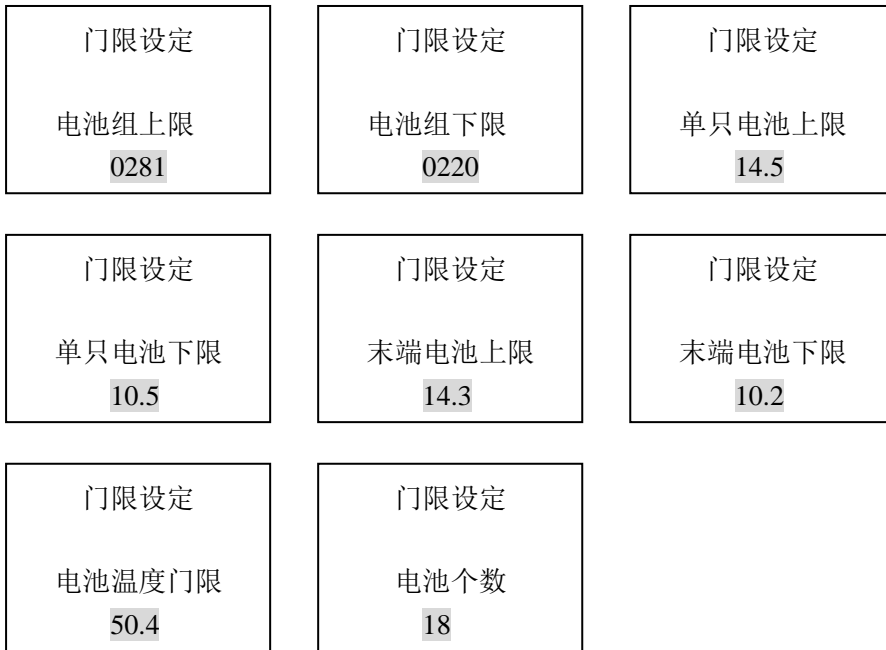 门限设定
电池组上限
0281
门限设定
电池组下限
0220
门限设定
单只电池上限
14.5
门限设定
单只电池下限
10.5
门限设定
末端电池上限
14.3
门限设定
末端电池下限
10.2
门限设定
电池温度门限
50.4
门限设定
电池个数
18